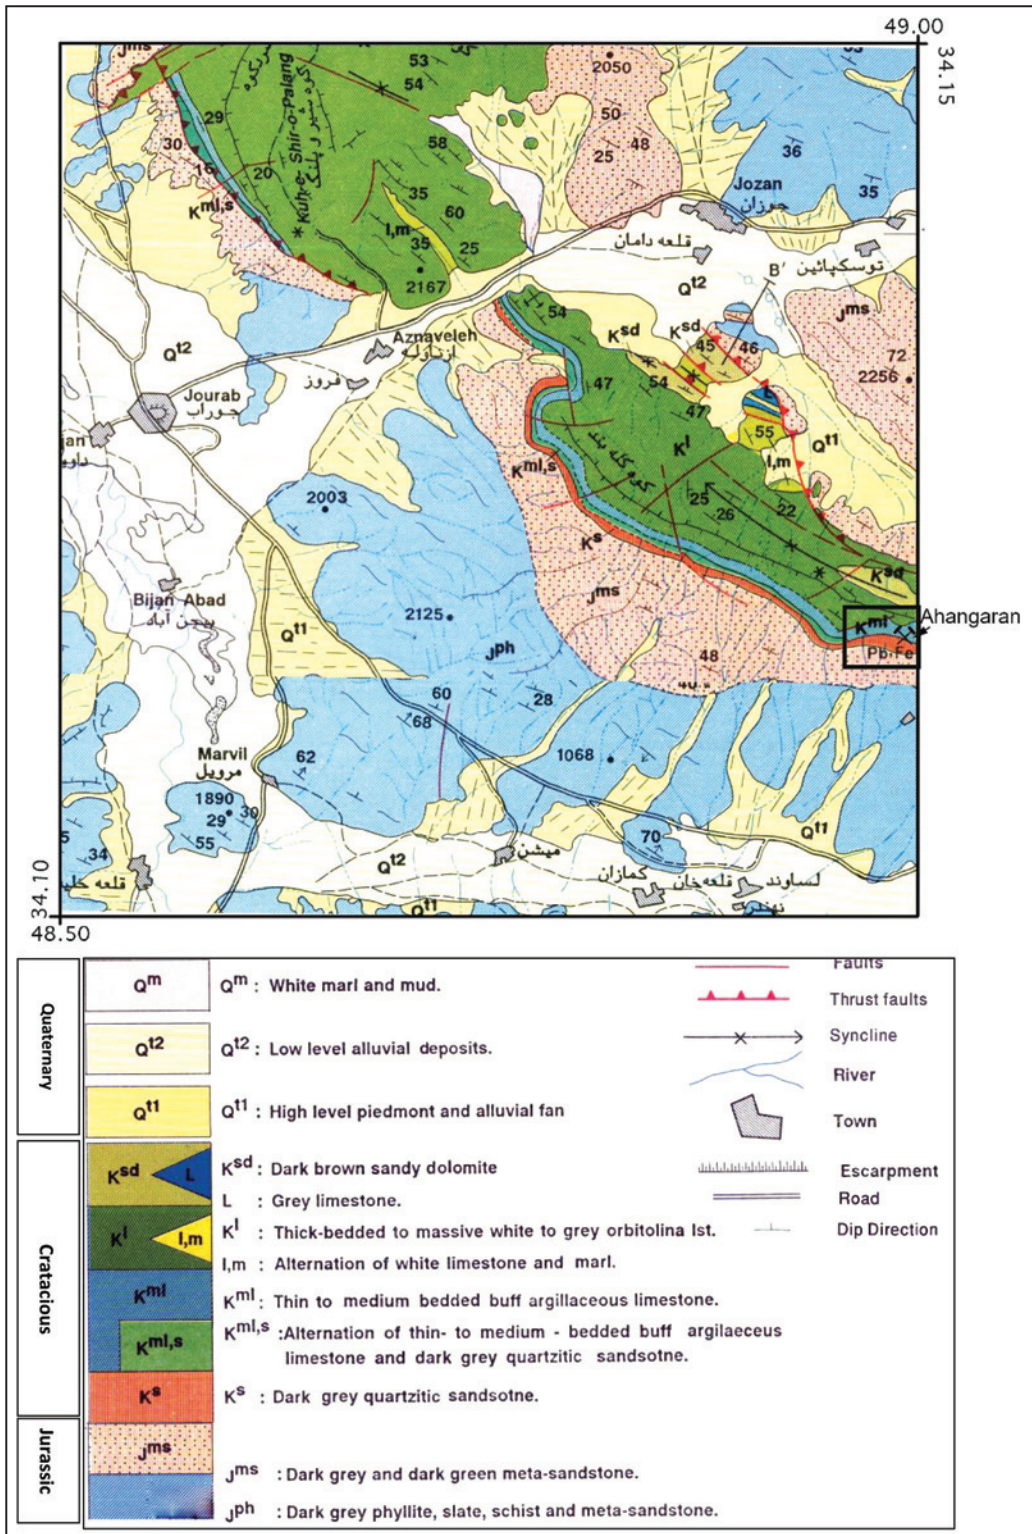 49.00
34.15
Jms
53
54
2050
29
Kuh-e Shir-o-Palang
کوه شیر و پلنگ
50
48
25
58
36
35
30
16
20
Kml,s
35
60
l,m
35
25
2167
Jozan
جوزان
قلعه دامان
توسکپائین
B'
Qt2
Jms
54
Ksd
Ksd
45
46
72
2256
Qt2
Aznaveleh
ازناوله
فروز
Jourab
جوراب
47
54
47
L
55
l,m
Qt1
Kl
Kml,s
25
26
22
2003
Ks
Jms
Ksd
Bijan Abad
بیجن آباد
2125
Qt1
Jph
48
Kml
Pb-Fe
Ahangaran
60
68
28
62
1068
Marvil
مرویل
1890
29
30
55
34
Qt2
میشن
70
Qt1
کمازان
قلعه خان
لساوند
Qt1
34.10
48.50
Quaternary
Qm
Qm : White marl and mud.
Qt2
Qt2 : Low level alluvial deposits.
Qt1
Qt1 : High level piedmont and alluvial fan
Cratacious
Ksd
L
Ksd : Dark brown sandy dolomite
L : Grey limestone.
Kl
l,m
Kl : Thick-bedded to massive white to grey orbitolina lst.
l,m : Alternation of white limestone and marl.
Kml
Kml : Thin to medium bedded buff argillaceous limestone.
Kml,s
Kml,s :Alternation of thin- to medium - bedded buff argilaeceus
limestone and dark grey quartzitic sandsotne.
Ks
Ks : Dark grey quartzitic sandsotne.
Jurassic
Jms
Jms : Dark grey and dark green meta-sandstone.
Jph : Dark grey phyllite, slate, schist and meta-sandstone.
Faults
Thrust faults
Syncline
River
Town
Escarpment
Road
Dip Direction